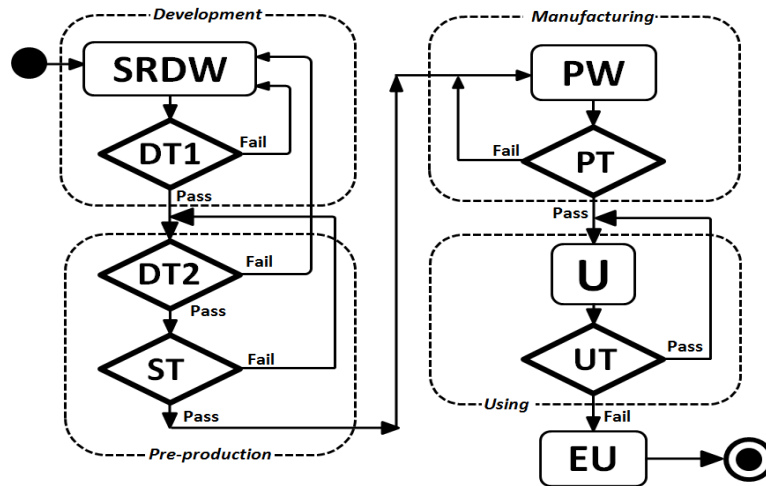 Development
SRDW
Fail
DT1
Pass
DT2
Fail
Pass
ST
Fail
Pass
Pre-production
Manufacturing
PW
Fail
PT
Pass
U
UT
Pass
Using
Fail
EU